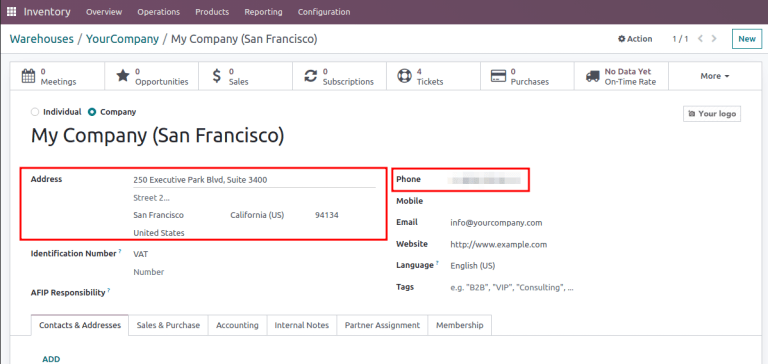 Inventory Overview Operations Products Reporting Configuration
Warehouses / YourCompany / My Company (San Francisco) Action 1 / 1 New
0 Meetings 0 Opportunities 0 Sales 0 Subscriptions 4 Tickets 0 Purchases No Data Yet On-Time Rate More
Individual Company
Your logo
My Company (San Francisco)
Address 250 Executive Park Blvd, Suite 3400
Street 2...
San Francisco California (US) 94134
United States
Identification Number ? VAT
Number
AFIP Responsibility ?
Phone
Mobile
Email info@yourcompany.com
Website http://www.example.com
Language ? English (US)
Tags e.g. "B2B", "VIP", "Consulting", ...
Contacts & Addresses Sales & Purchase Accounting Internal Notes Partner Assignment Membership
ADD